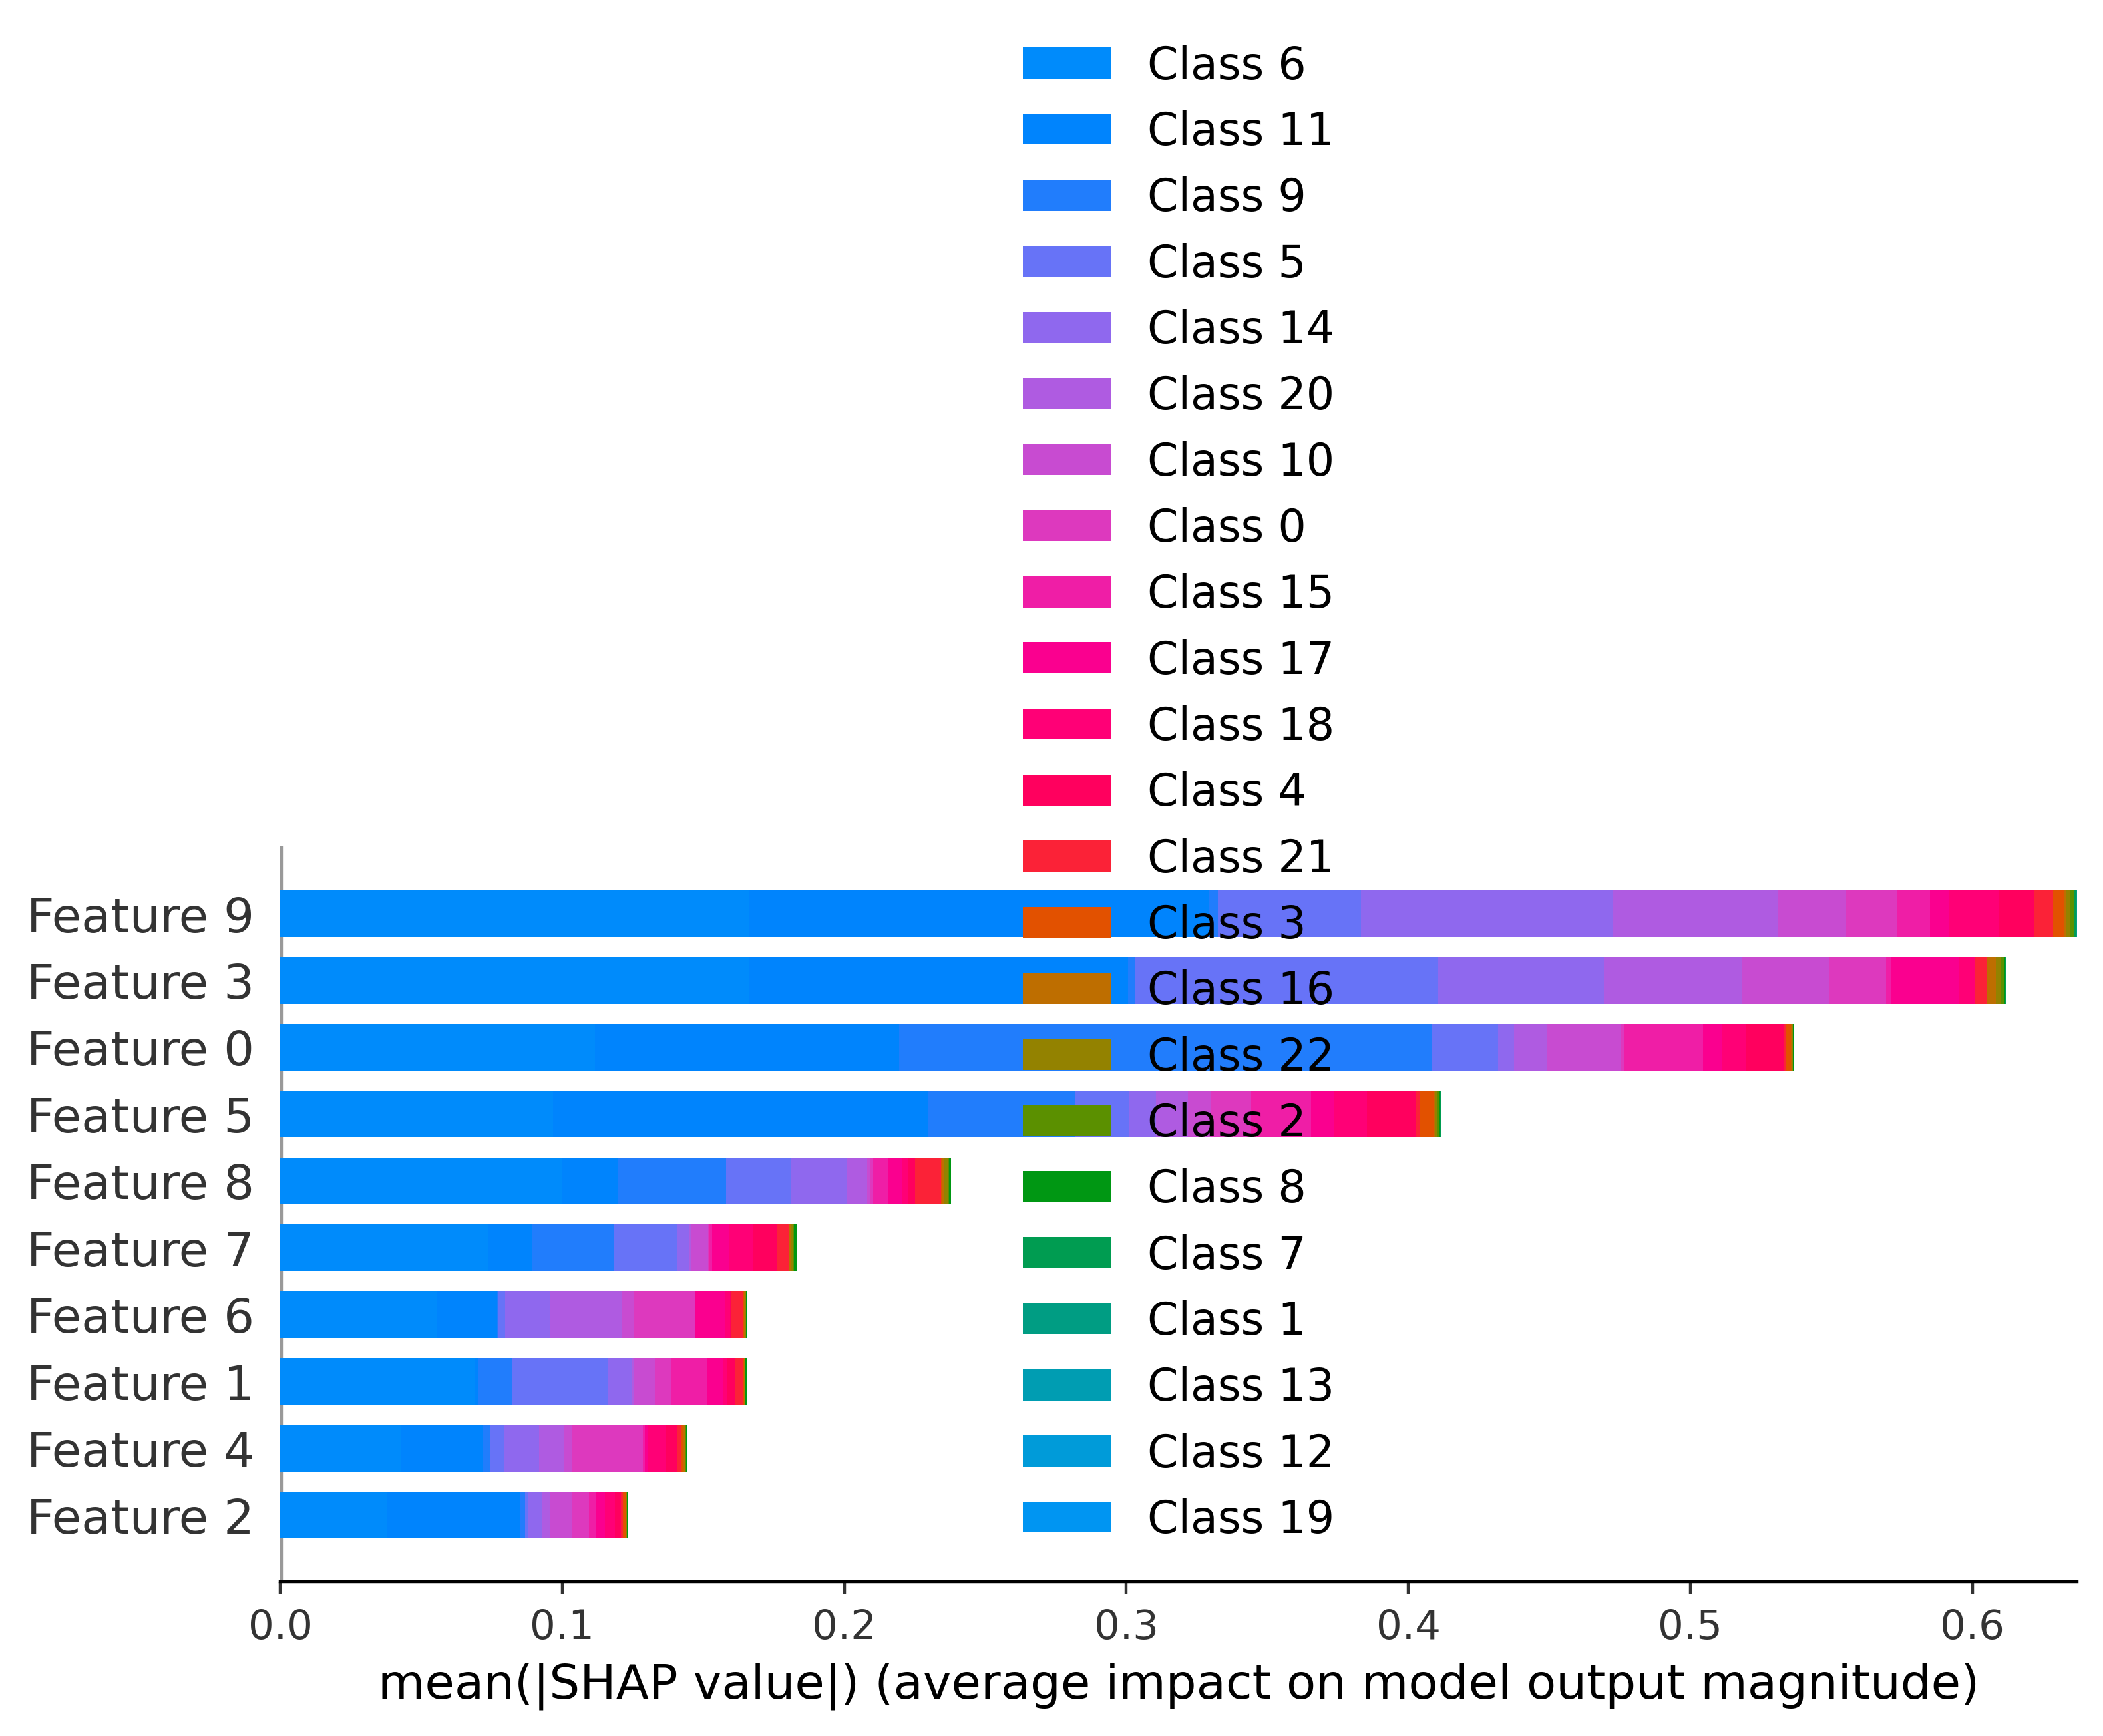 Class 6
Class 11
Class 9
Class 5
Class 14
Class 20
Class 10
Class 0
Class 15
Class 17
Class 18
Class 4
Class 21
Class 3
Class 16
Class 22
Class 2
Class 8
Class 7
Class 1
Class 13
Class 12
Class 19
Feature 9
Feature 3
Feature 0
Feature 5
Feature 8
Feature 7
Feature 6
Feature 1
Feature 4
Feature 2
0.0 0.1 0.2 0.3 0.4 0.5 0.6
mean(|SHAP value|) (average impact on model output magnitude)